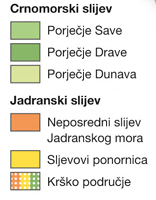 Crnomorski slijev
Porječje Save
Porječje Drave
Porječje Dunava
Jadranski slijev
Neposredni slijev
Jadranskog mora
Sljevovi ponornica
Krško područje